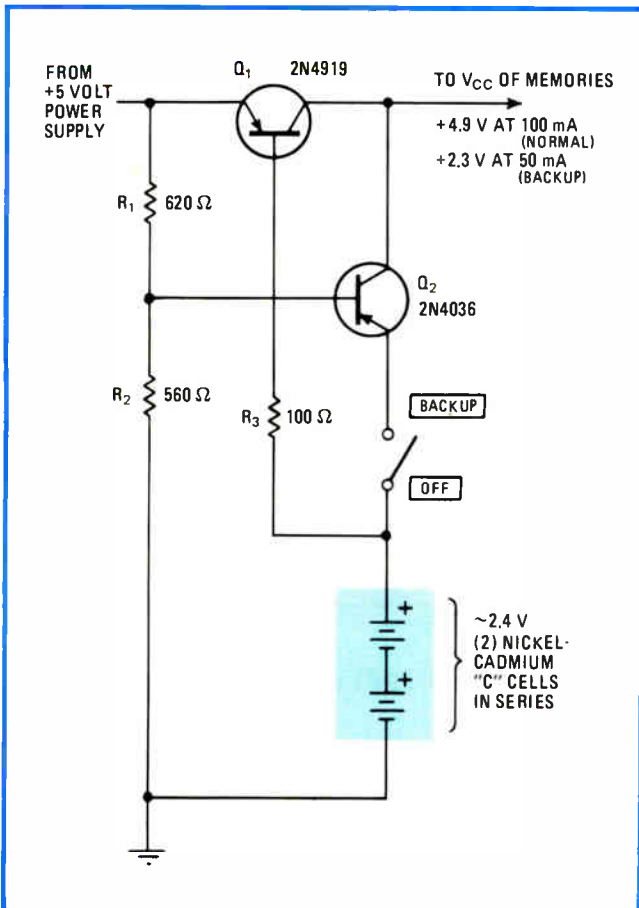 FROM
+5 VOLT
POWER
SUPPLY
Q1 2N4919
TO VCC OF MEMORIES
+4.9 V AT 100 mA
(NORMAL)
+2.3 V AT 50 mA
(BACKUP)
R1 620 Ω
Q2
2N4036
R2 560 Ω
R3 100 Ω
BACKUP
OFF
+
+
~2.4 V
(2) NICKEL-
CADMIUM
"C" CELLS
IN SERIES